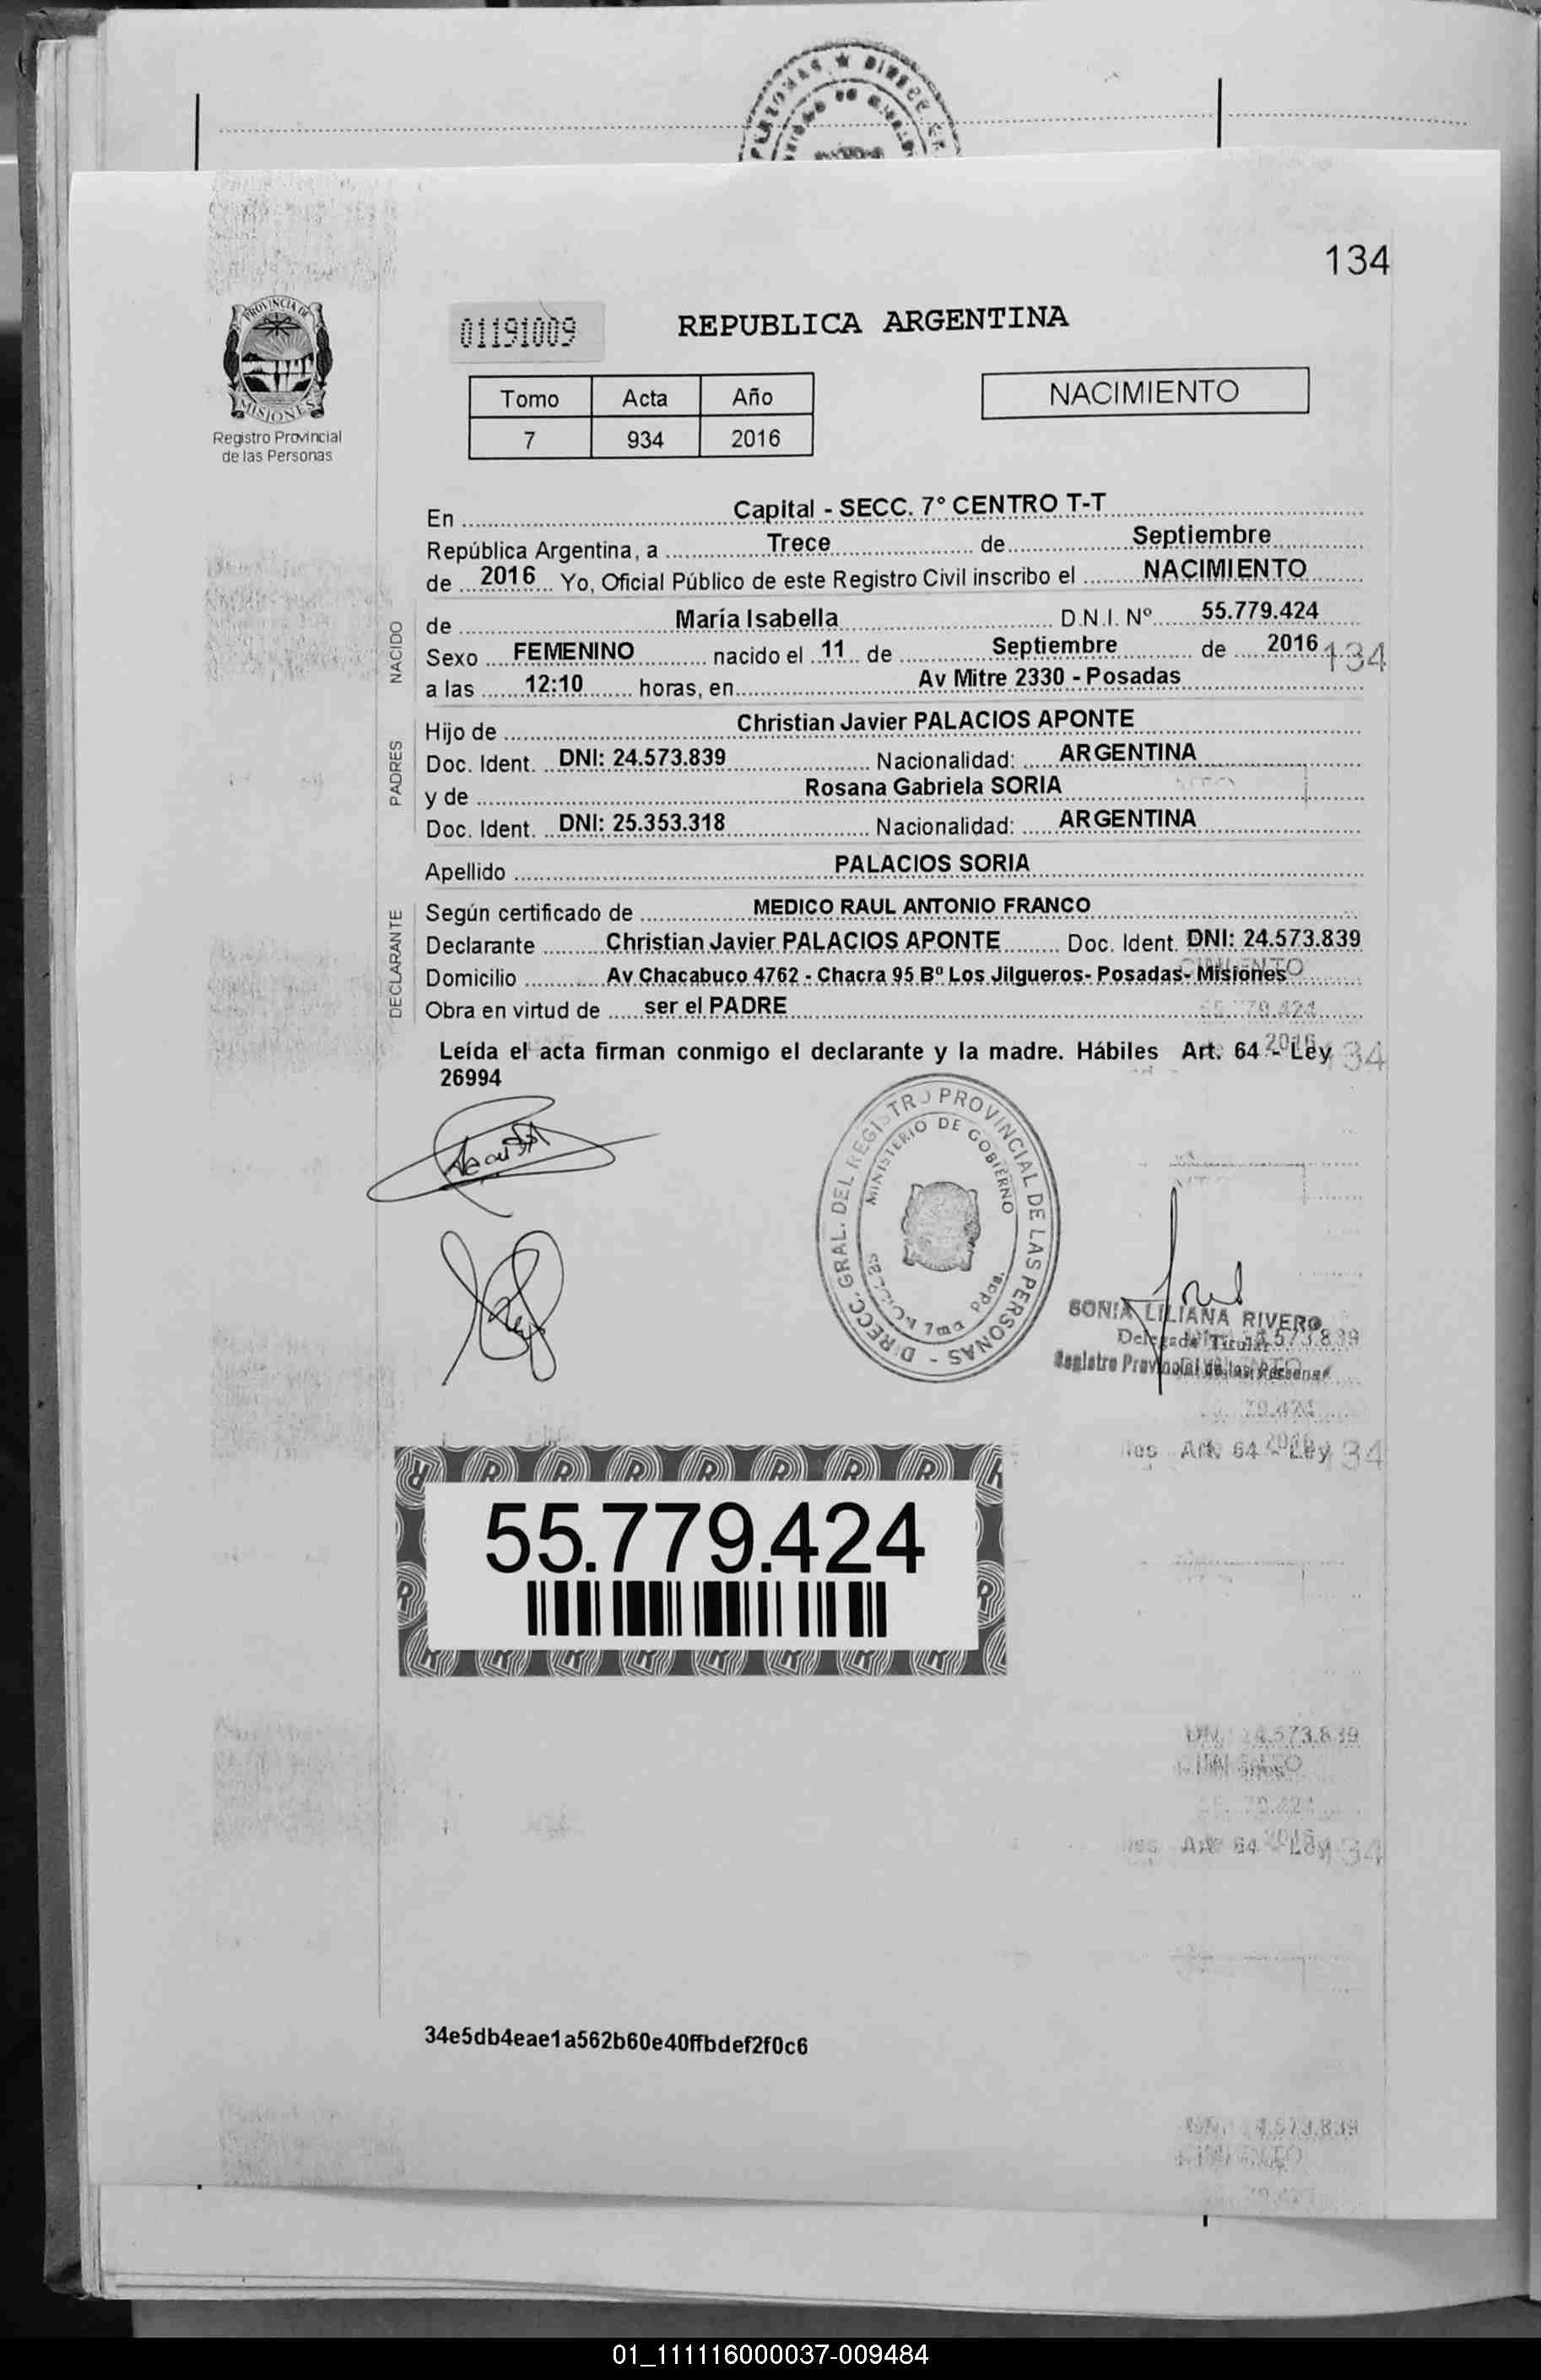 134
PROVINCIA DE
MISIONES
Registro Provincial
de las Personas
01191009
REPUBLICA ARGENTINA
Tomo Acta Año
7 934 2016
NACIMIENTO
En Capital - SECC. 7º CENTRO T-T
República Argentina, a Trece de Septiembre
de 2016 Yo, Oficial Público de este Registro Civil inscribo el NACIMIENTO
NACIDO
de María Isabella D.N.I. Nº 55.779.424
Sexo FEMENINO nacido el 11 de Septiembre de 2016
134
a las 12:10 horas, en Av Mitre 2330 - Posadas
PADRES
Hijo de Christian Javier PALACIOS APONTE
Doc. Ident. DNI: 24.573.839 Nacionalidad: ARGENTINA
y de Rosana Gabriela SORIA
Doc. Ident. DNI: 25.353.318 Nacionalidad: ARGENTINA
Apellido PALACIOS SORIA
DECLARANTE
Según certificado de MEDICO RAUL ANTONIO FRANCO
Declarante Christian Javier PALACIOS APONTE Doc. Ident. DNI: 24.573.839
Domicilio Av Chacabuco 4762 - Chacra 95 Bº Los Jilgueros- Posadas- Misiones
Obra en virtud de ser el PADRE
Leída el acta firman conmigo el declarante y la madre. Hábiles Art. 64 - Ley
26994
DIRECC. GRAL. DEL REGISTRO PROVINCIAL DE LAS PERSONAS -
MINISTERIO DE GOBIERNO
7ma Pdas.
SONIA LILIANA RIVERO
Delegada Titular
Registro Provincial de las Personas
55.779.424
34e5db4eae1a562b60e40ffbdef2f0c6
01_111116000037-009484